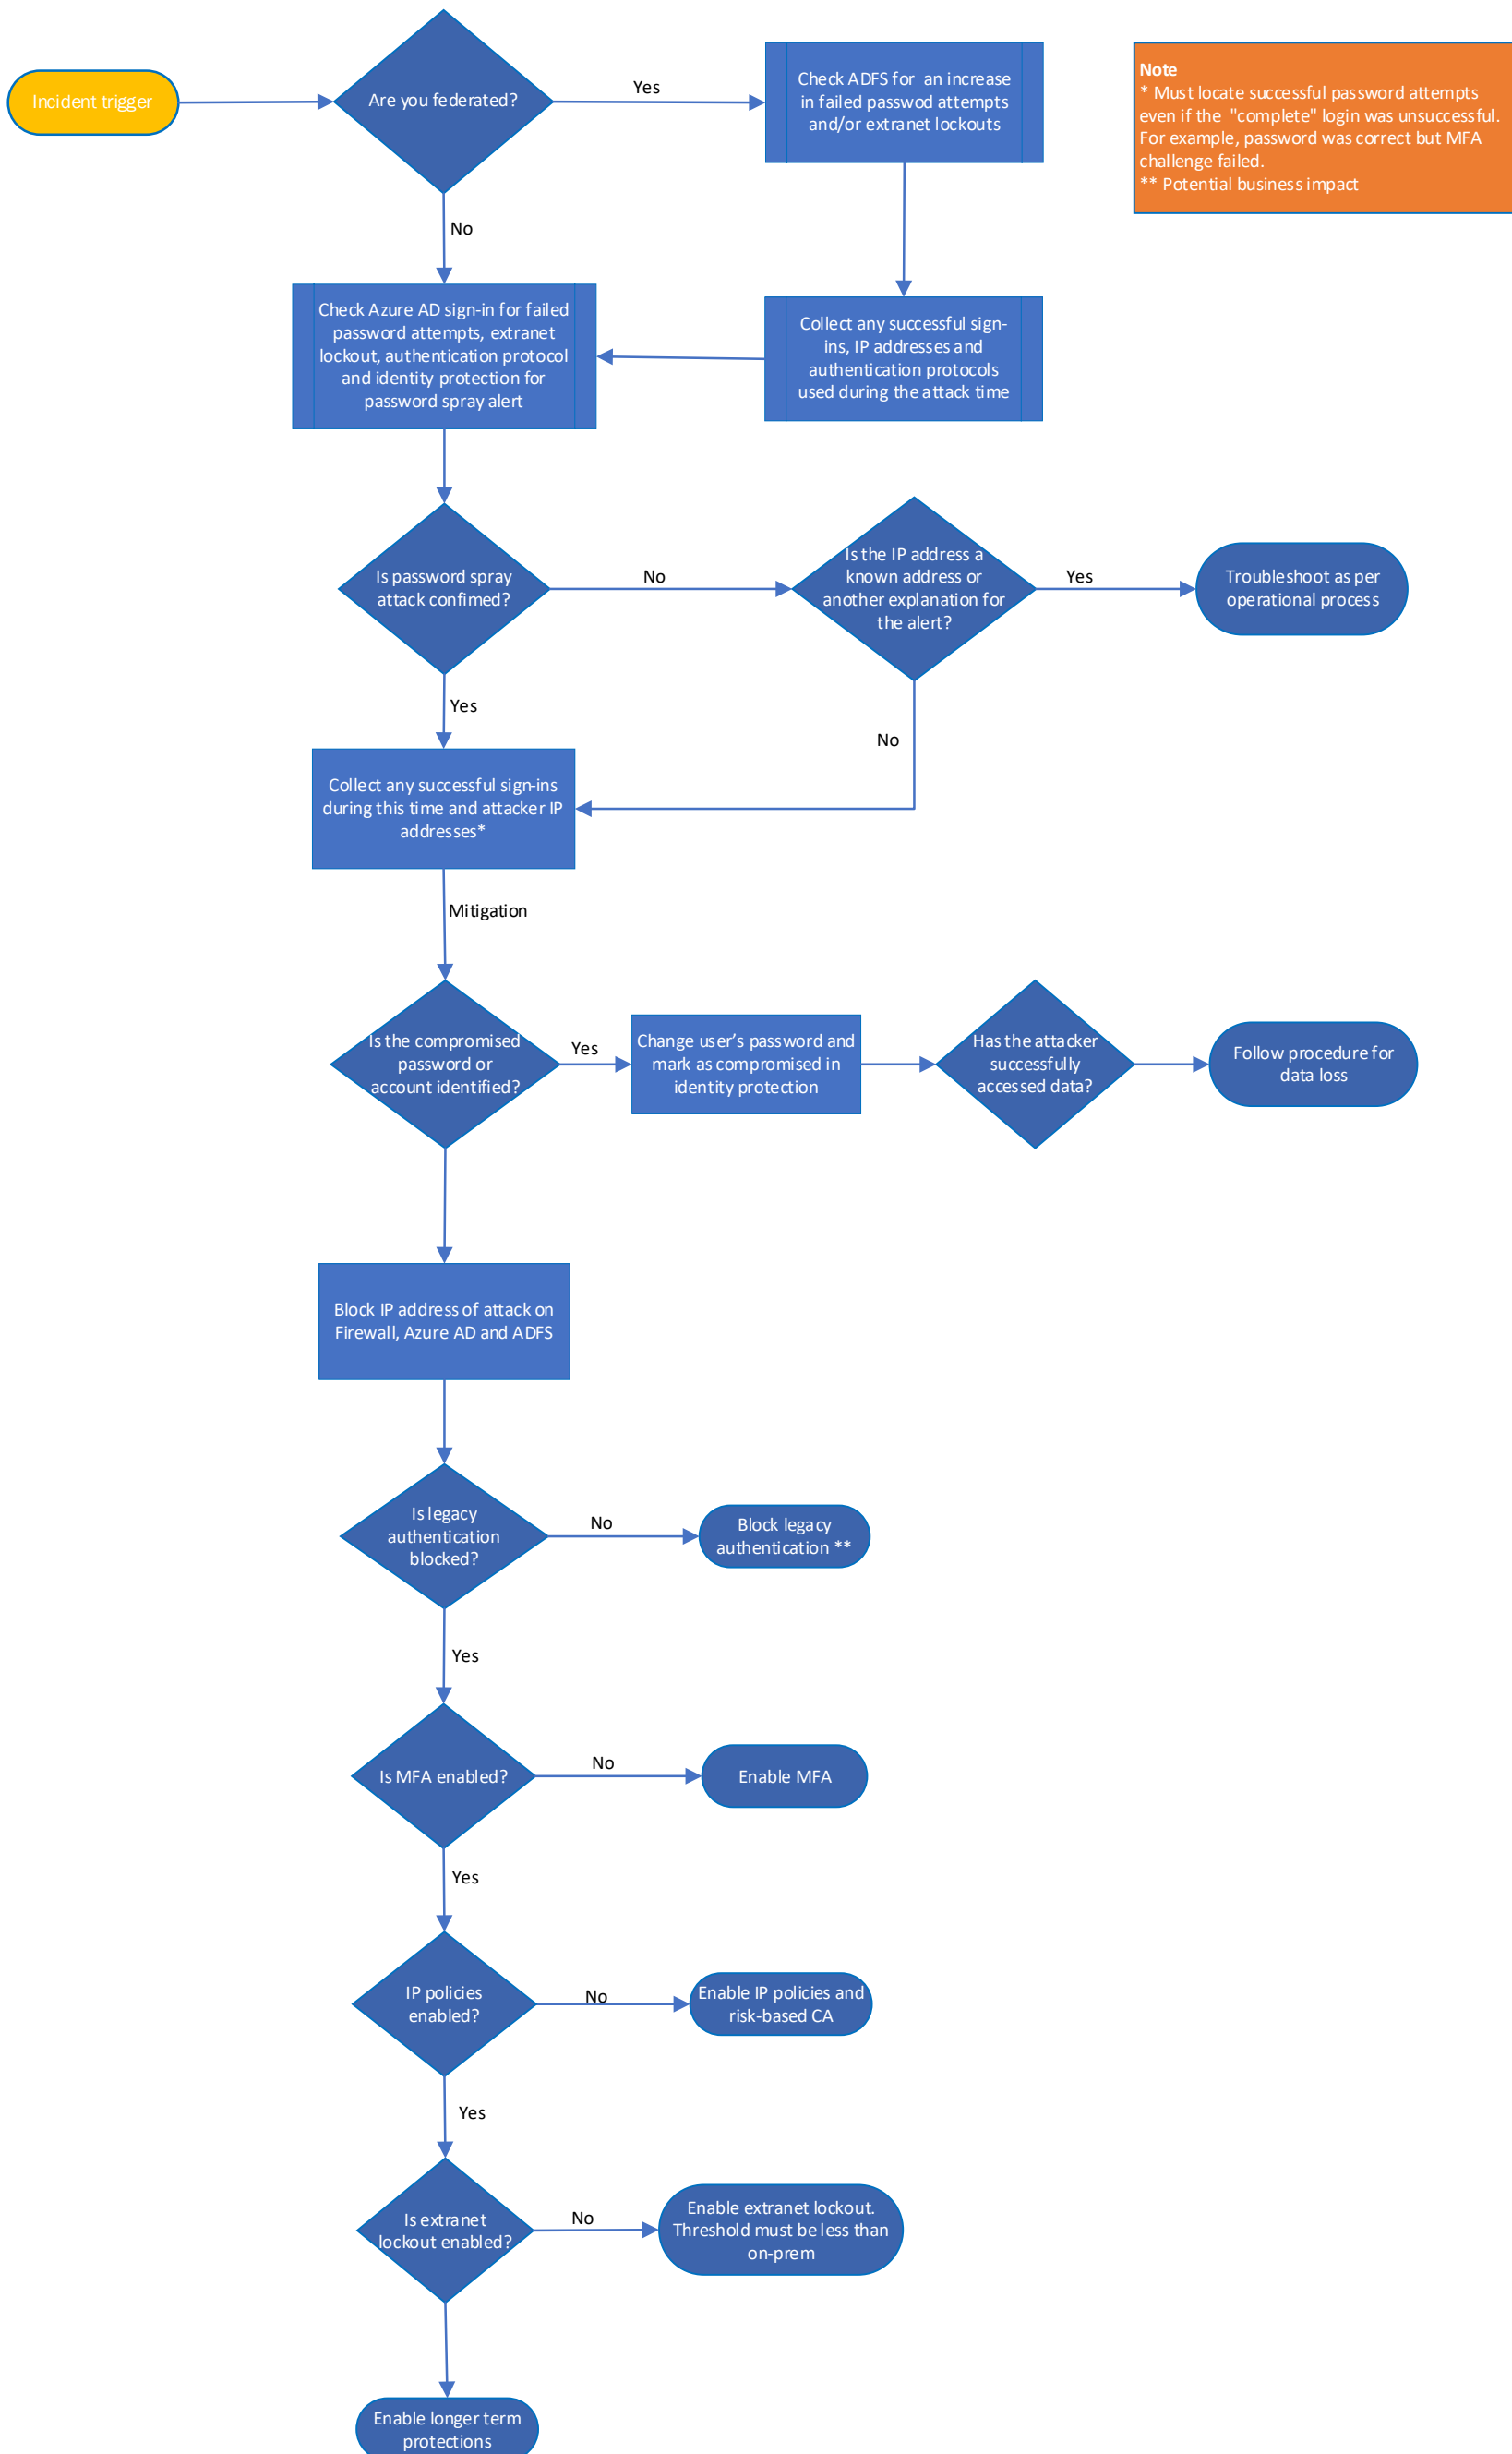 Incident trigger
Are you federated?
Yes
Check ADFS for an increase
in failed passwod attempts
and/or extranet lockouts
Note
* Must locate successful password attempts
even if the "complete" login was unsuccessful.
For example, password was correct but MFA
challenge failed.
** Potential business impact
No
Check Azure AD sign-in for failed
password attempts, extranet
lockout, authentication protocol
and identity protection for
password spray alert
Collect any successful sign-
ins, IP addresses and
authentication protocols
used during the attack time
Is password spray
attack confimed?
No
Is the IP address a
known address or
another explanation for
the alert?
Yes
Troubleshoot as per
operational process
Yes
No
Collect any successful sign-ins
during this time and attacker IP
addresses*
Mitigation
Is the compromised
password or
account identified?
Yes
Change user’s password and
mark as compromised in
identity protection
Has the attacker
successfully
accessed data?
Follow procedure for
data loss
Block IP address of attack on
Firewall, Azure AD and ADFS
Is legacy
authentication
blocked?
No
Block legacy
authentication **
Yes
Is MFA enabled?
No
Enable MFA
Yes
IP policies
enabled?
No
Enable IP policies and
risk-based CA
Yes
Is extranet
lockout enabled?
No
Enable extranet lockout.
Threshold must be less than
on-prem
Enable longer term
protections